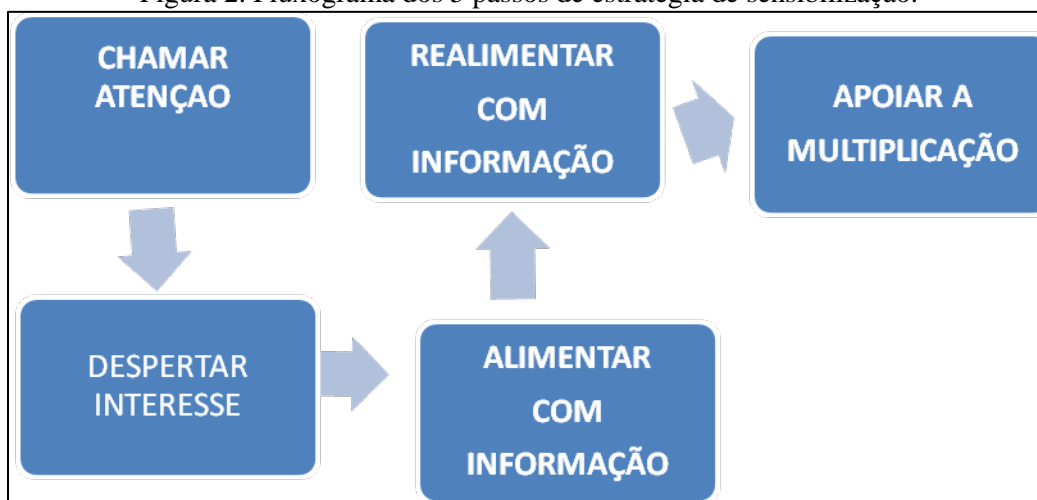 Figura 2. Planograma dos 5 passos de estratégia de sensibilização.
CHAMAR
ATENÇAO
REALIMENTAR
COM
INFORMAÇÃO
APOIAR A
MULTIPLICAÇÃO
DESPERTAR
INTERESSE
ALIMENTAR
COM
INFORMAÇÃO